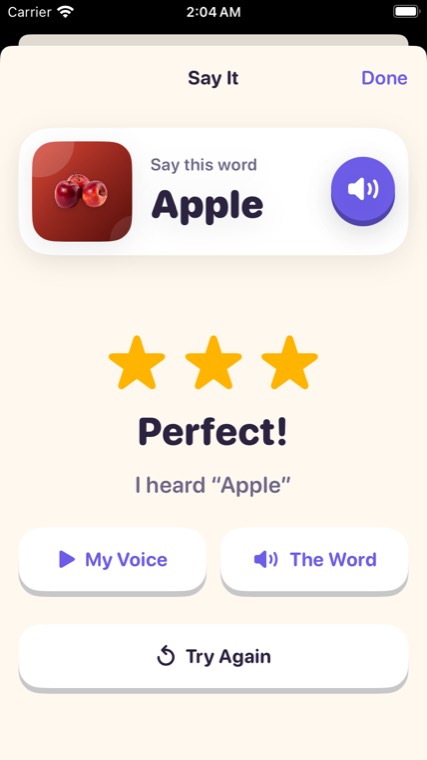 Carrier 2:04 AM
Say It Done
Say this word
Apple
Perfect!
I heard “Apple”
My Voice The Word
Try Again